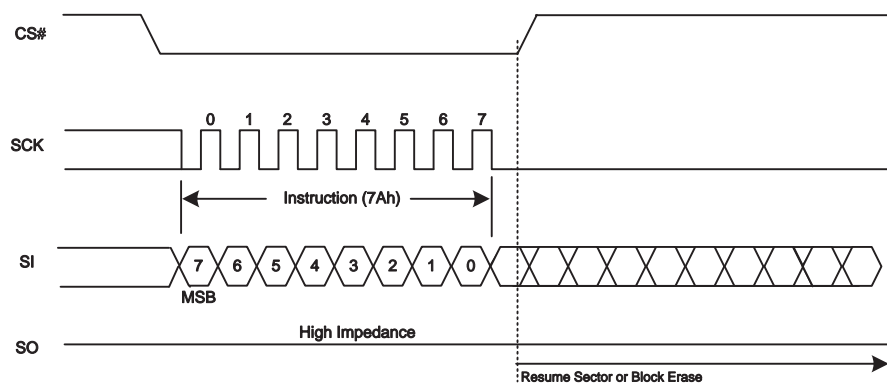 CS#
0 1 2 3 4 5 6 7
SCK
Instruction (7Ah)
SI
7 6 5 4 3 2 1 0
MSB
High Impedance
SO
Resume Sector or Block Erase